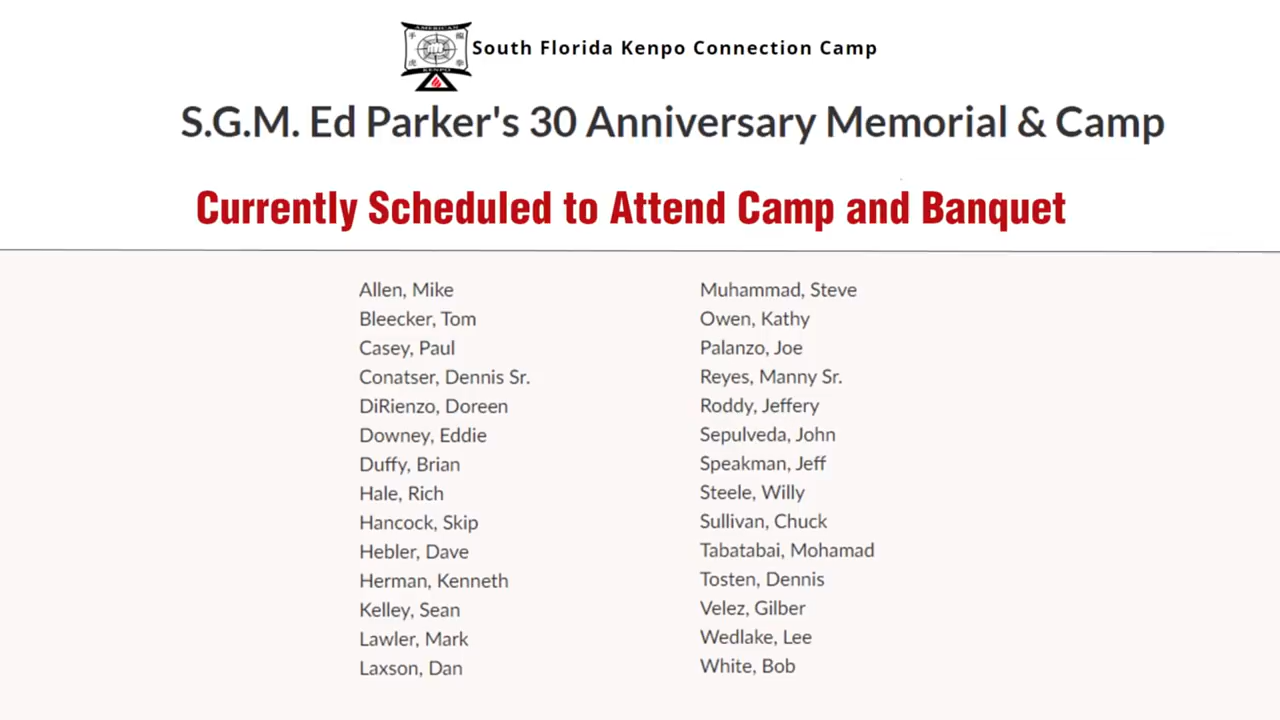 AMERICAN
KENPO
South Florida Kenpo Connection Camp
S.G.M. Ed Parker's 30 Anniversary Memorial & Camp
Currently Scheduled to Attend Camp and Banquet
Allen, Mike
Bleecker, Tom
Casey, Paul
Conatser, Dennis Sr.
DiRienzo, Doreen
Downey, Eddie
Duffy, Brian
Hale, Rich
Hancock, Skip
Hebler, Dave
Herman, Kenneth
Kelley, Sean
Lawler, Mark
Laxson, Dan
Muhammad, Steve
Owen, Kathy
Palanzo, Joe
Reyes, Manny Sr.
Roddy, Jeffery
Sepulveda, John
Speakman, Jeff
Steele, Willy
Sullivan, Chuck
Tabatabai, Mohamad
Tosten, Dennis
Velez, Gilber
Wedlake, Lee
White, Bob